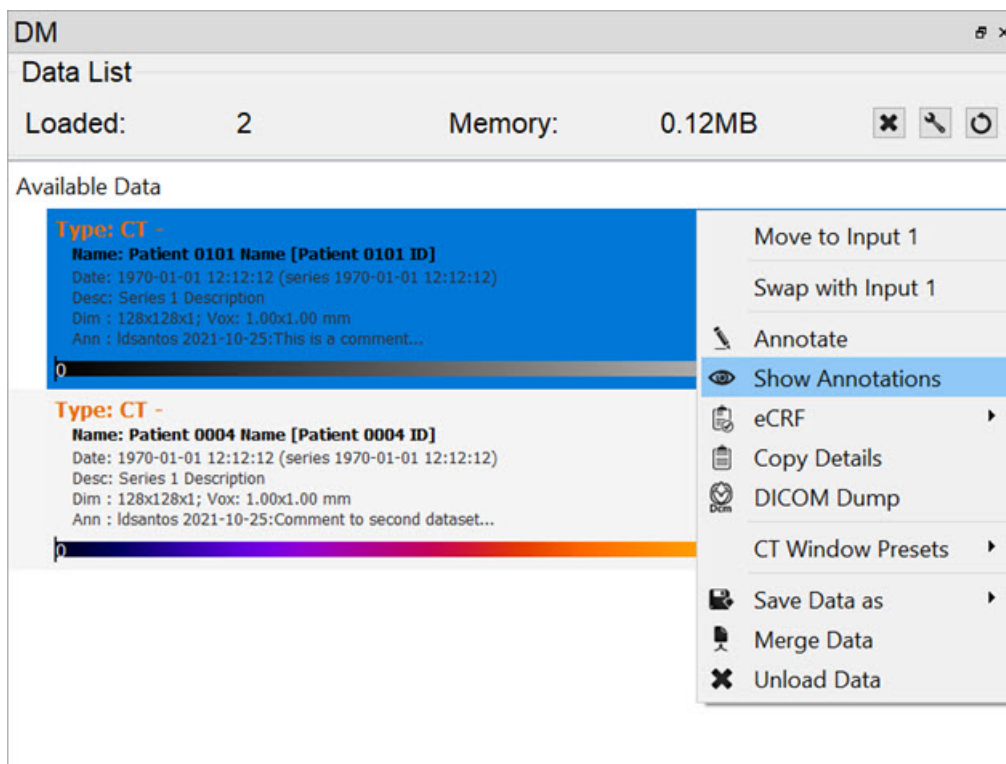 DM
Data List
Loaded: 2 Memory: 0.12MB
Available Data
Type: CT -
Name: Patient 0101 Name [Patient 0101 ID]
Date: 1970-01-01 12:12:12 (series 1970-01-01 12:12:12)
Desc: Series 1 Description
Dim : 128x128x1; Vox: 1.00x1.00 mm
Ann : ldsantos 2021-10-25:This is a comment...
0
Type: CT -
Name: Patient 0004 Name [Patient 0004 ID]
Date: 1970-01-01 12:12:12 (series 1970-01-01 12:12:12)
Desc: Series 1 Description
Dim : 128x128x1; Vox: 1.00x1.00 mm
Ann : ldsantos 2021-10-25:Comment to second dataset...
0
Move to Input 1
Swap with Input 1
Annotate
Show Annotations
eCRF
Copy Details
Dcm DICOM Dump
CT Window Presets
Save Data as
Merge Data
Unload Data